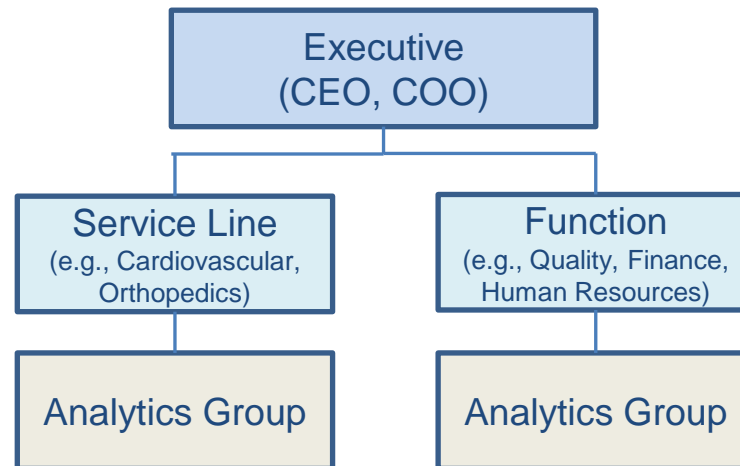 Executive
(CEO, COO)
Service Line
(e.g., Cardiovascular,
Orthopedics)
Function
(e.g., Quality, Finance,
Human Resources)
Analytics Group
Analytics Group